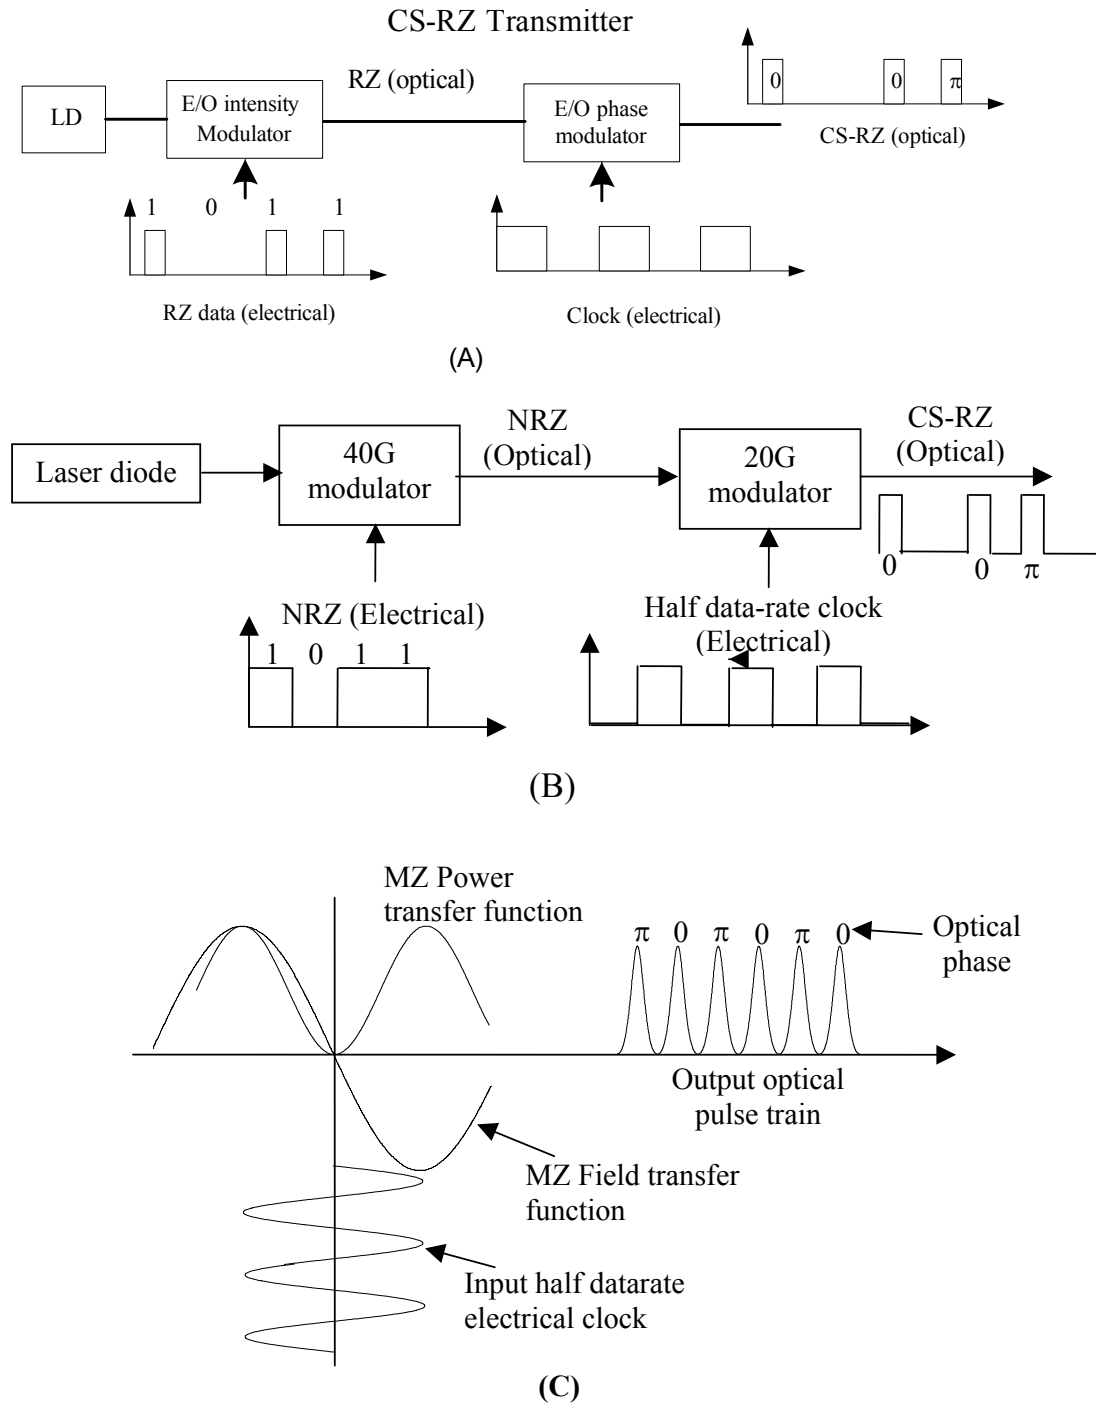 CS-RZ Transmitter
LD
E/O intensity
Modulator
RZ (optical)
E/O phase
modulator
0 0 π
CS-RZ (optical)
1 0 1 1
RZ data (electrical)
Clock (electrical)
(A)
Laser diode
40G
modulator
NRZ
(Optical)
20G
modulator
CS-RZ
(Optical)
0 0 π
NRZ (Electrical)
1 0 1 1
Half data-rate clock
(Electrical)
(B)
MZ Power
transfer function
π 0 π 0 π 0
Optical
phase
Output optical
pulse train
MZ Field transfer
function
Input half datarate
electrical clock
(C)